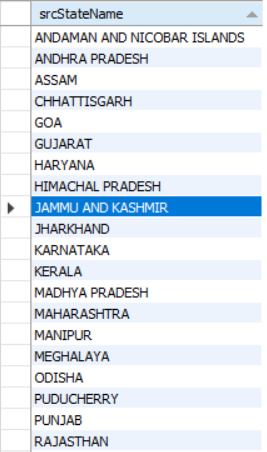 srcStateName
ANDAMAN AND NICOBAR ISLANDS
ANDHRA PRADESH
ASSAM
CHHATTISGARH
GOA
GUJARAT
HARYANA
HIMACHAL PRADESH
JAMMU AND KASHMIR
JHARKHAND
KARNATAKA
KERALA
MADHYA PRADESH
MAHARASHTRA
MANIPUR
MEGHALAYA
ODISHA
PUDUCHERRY
PUNJAB
RAJASTHAN